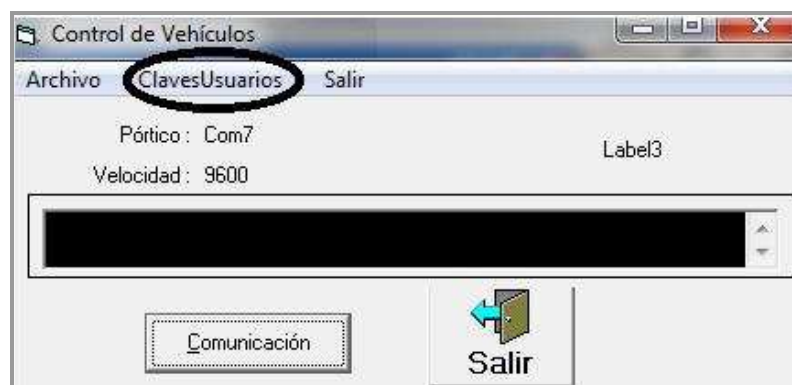 Control de Vehículos
Archivo ClavesUsuarios Salir
Pórtico : Com7
Label3
Velocidad : 9600
Comunicación
Salir